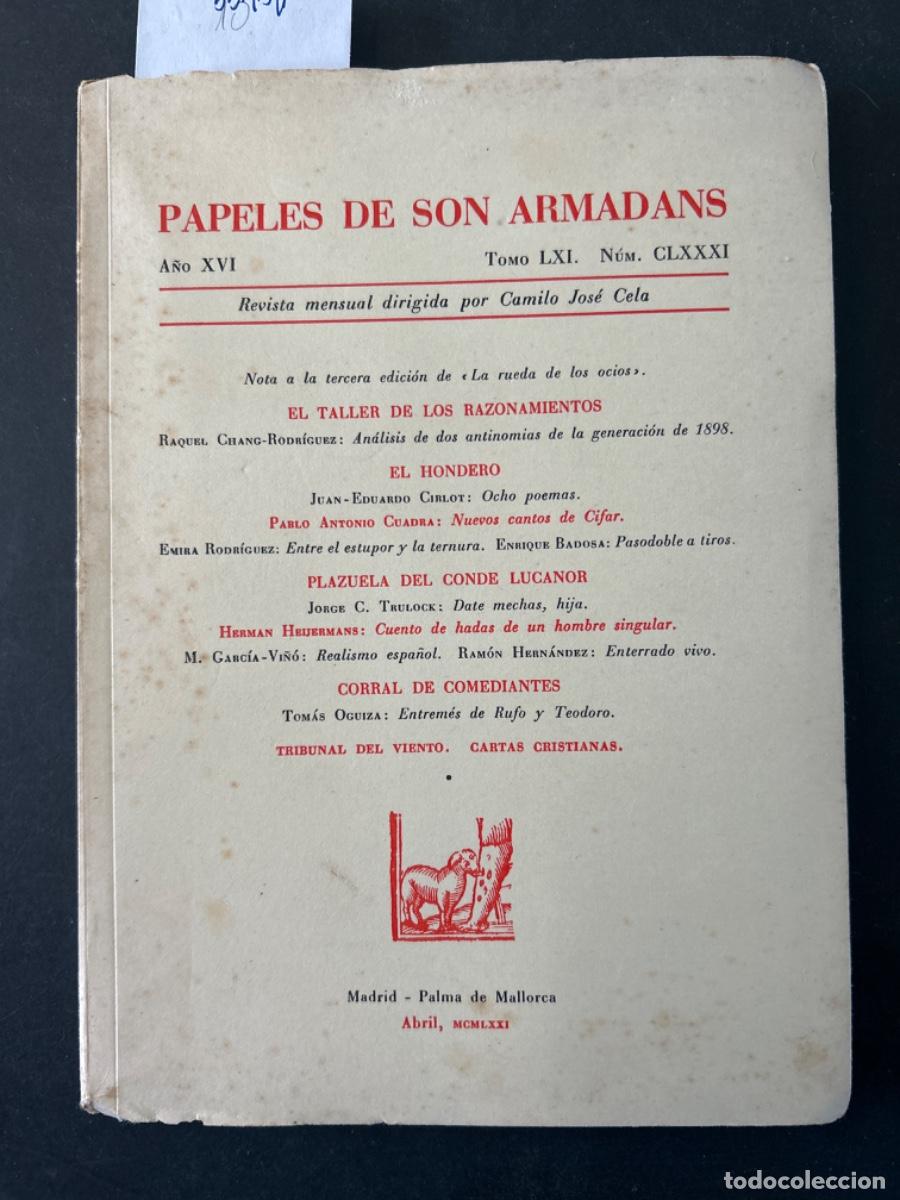 PAPELES DE SON ARMADANS
Año XVI Tomo LXI. Núm. CLXXXI
Revista mensual dirigida por Camilo José Cela
Nota a la tercera edición de «La rueda de los ocios».
EL TALLER DE LOS RAZONAMIENTOS
Raquel Chang-Rodríguez: Análisis de dos antinomias de la generación de 1898.
EL HONDERO
Juan-Eduardo Cirlot: Ocho poemas.
Pablo Antonio Cuadra: Nuevos cantos de Cifar.
Emira Rodríguez: Entre el estupor y la ternura. Enrique Badosa: Pasodoble a tiros.
PLAZUELA DEL CONDE LUCANOR
Jorge C. Trulock: Date mechas, hija.
Herman Heijermans: Cuento de hadas de un hombre singular.
M. García-Viñó: Realismo español. Ramón Hernández: Enterrado vivo.
CORRAL DE COMEDIANTES
Tomás Oguiza: Entremés de Rufo y Teodoro.
TRIBUNAL DEL VIENTO. CARTAS CRISTIANAS.
Madrid - Palma de Mallorca
Abril, MCMLXXI
todocoleccion